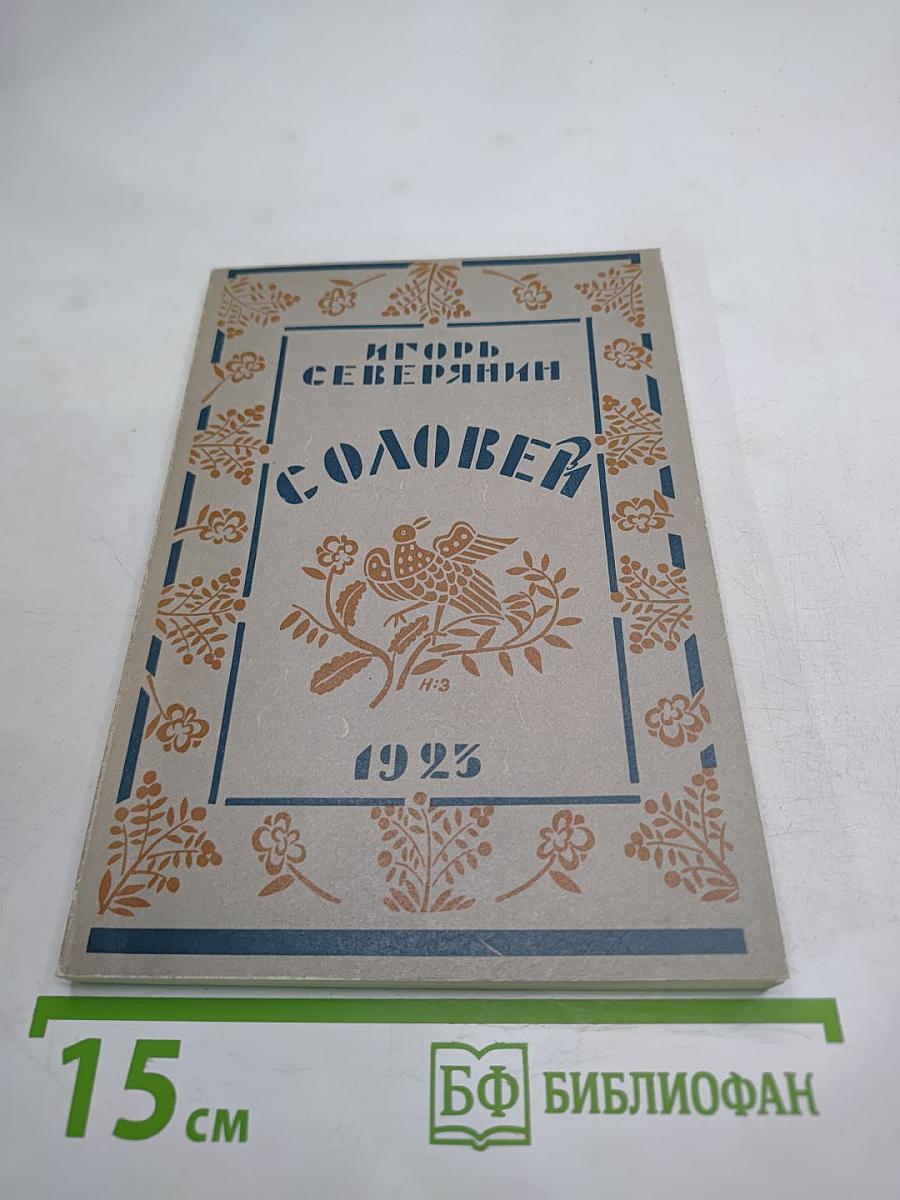 ИГОРЬ
СЕВЕРЯНИН
СОЛОВЕЙ
Н:З
1923
15 см
БФ БИБЛИОФАН